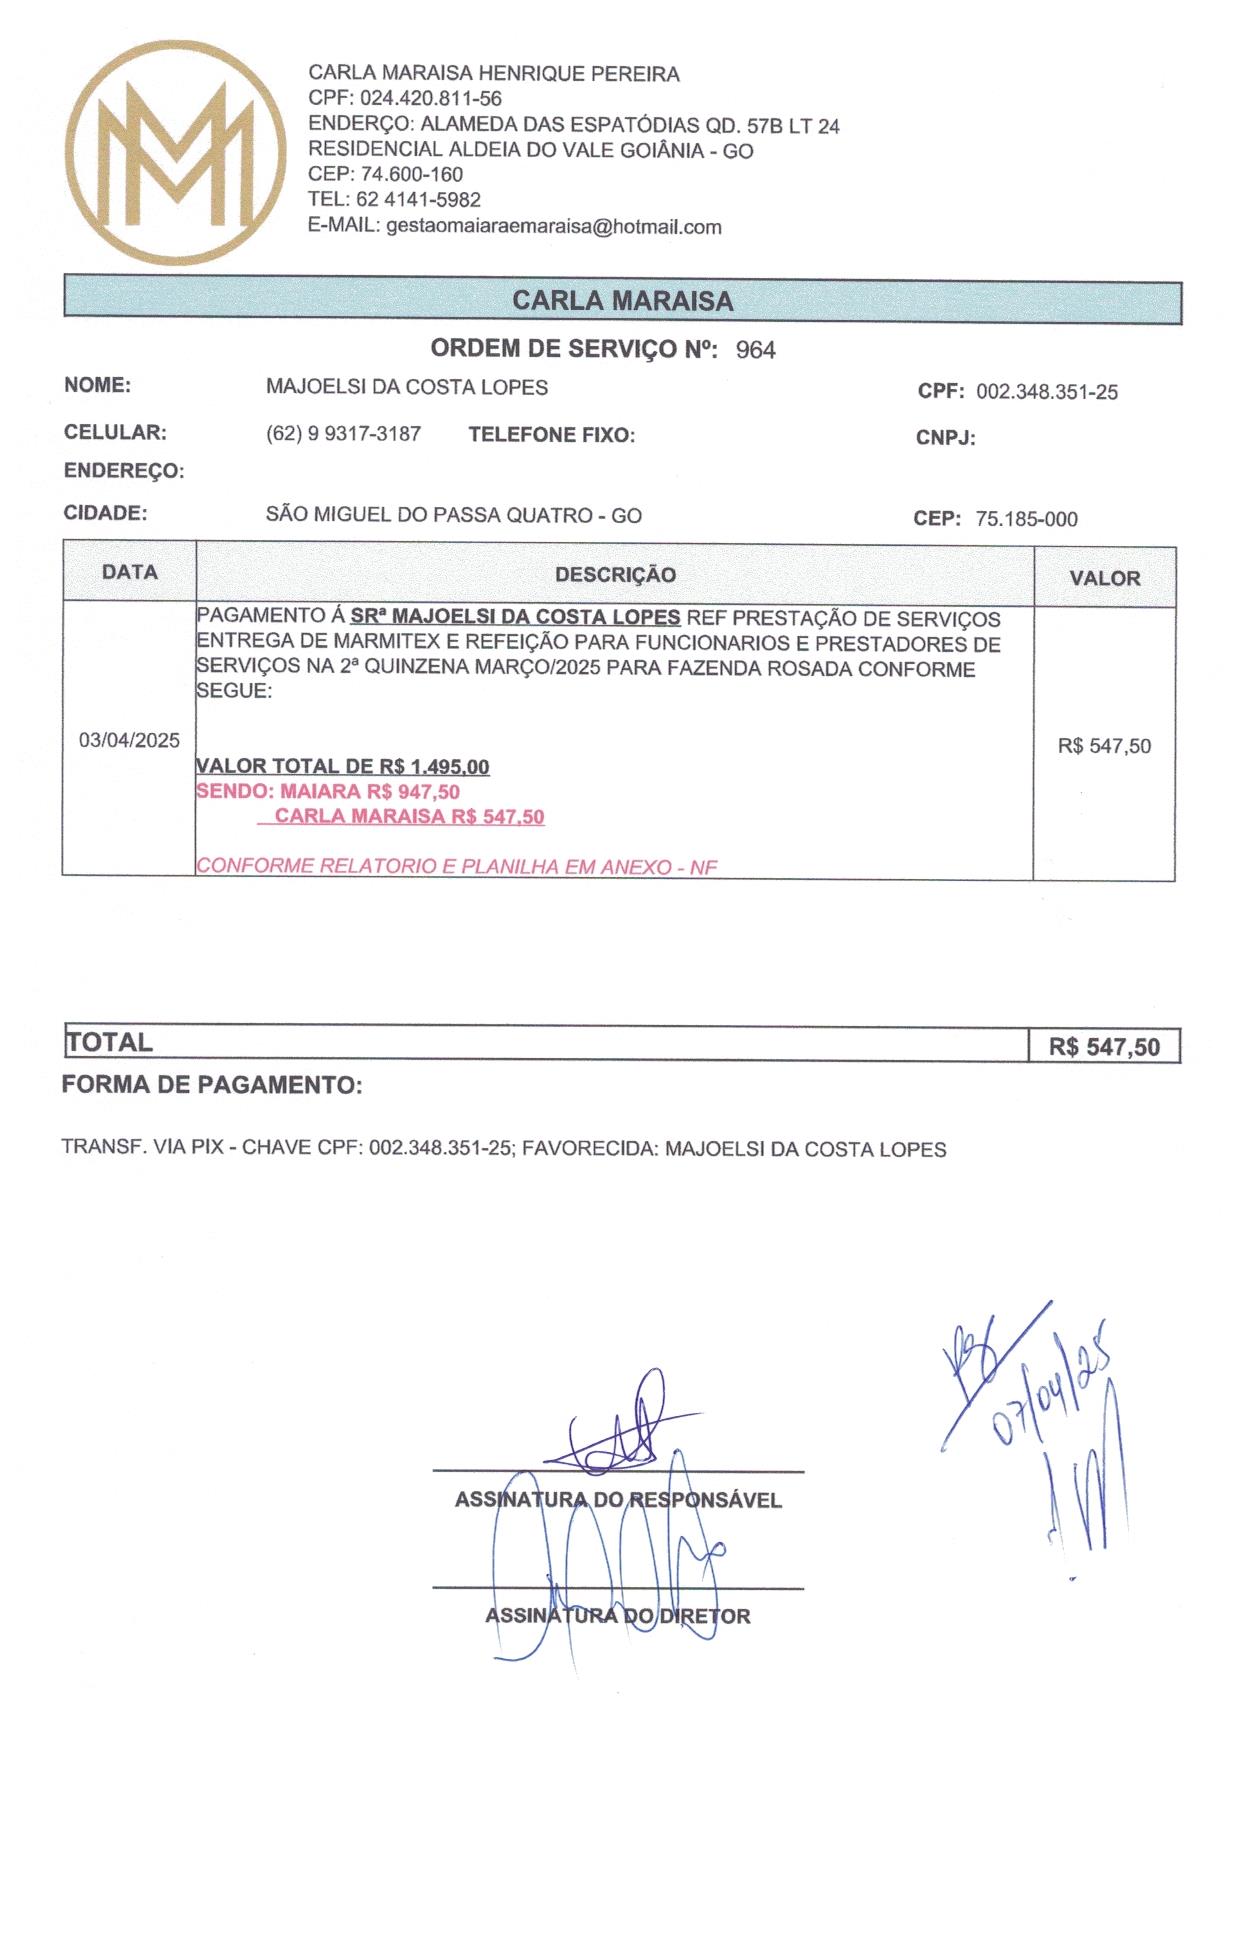 CARLA MARAISA HENRIQUE PEREIRA
CPF: 024.420.811-56
ENDERÇO: ALAMEDA DAS ESPATÓDIAS QD. 57B LT 24
RESIDENCIAL ALDEIA DO VALE GOIÂNIA - GO
CEP: 74.600-160
TEL: 62 4141-5982
E-MAIL: gestaomaiaraemaraisa@hotmail.com
CARLA MARAISA
ORDEM DE SERVIÇO Nº: 964
NOME: MAJOELSI DA COSTA LOPES CPF: 002.348.351-25
CELULAR: (62) 9 9317-3187 TELEFONE FIXO: CNPJ:
ENDEREÇO:
CIDADE: SÃO MIGUEL DO PASSA QUATRO - GO CEP: 75.185-000
DATA DESCRIÇÃO VALOR
PAGAMENTO Á SRª MAJOELSI DA COSTA LOPES REF PRESTAÇÃO DE SERVIÇOS
ENTREGA DE MARMITEX E REFEIÇÃO PARA FUNCIONARIOS E PRESTADORES DE
SERVIÇOS NA 2ª QUINZENA MARÇO/2025 PARA FAZENDA ROSADA CONFORME
SEGUE:
03/04/2025 R$ 547,50
VALOR TOTAL DE R$ 1.495,00
SENDO: MAIARA R$ 947,50
CARLA MARAISA R$ 547,50
CONFORME RELATORIO E PLANILHA EM ANEXO - NF
TOTAL R$ 547,50
FORMA DE PAGAMENTO:
TRANSF. VIA PIX - CHAVE CPF: 002.348.351-25; FAVORECIDA: MAJOELSI DA COSTA LOPES
07/04/25
ASSINATURA DO RESPONSÁVEL
ASSINATURA DO DIRETOR